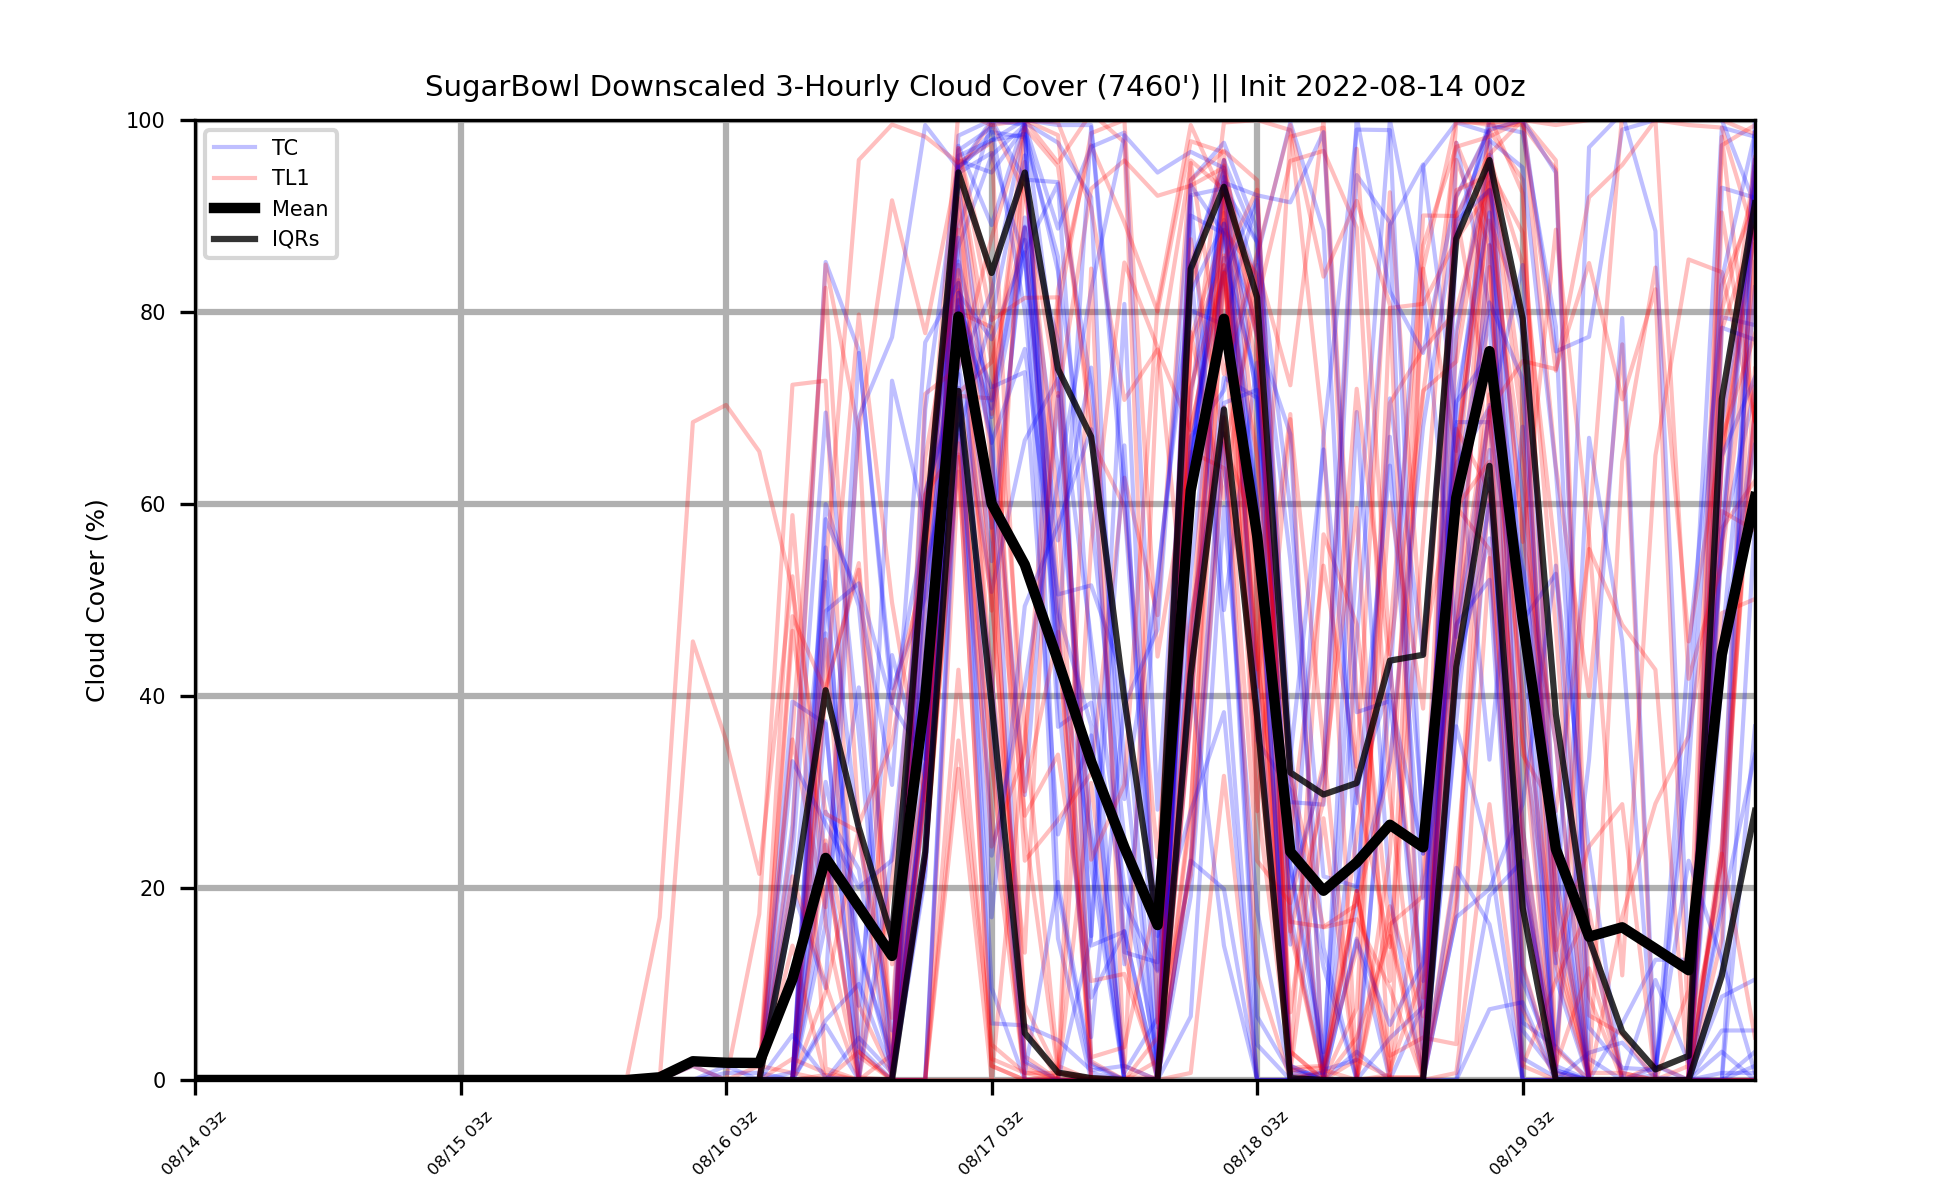 SugarBowl Downscaled 3-Hourly Cloud Cover (7460') || Init 2022-08-14 00z
100
80
60
40
20
0
Cloud Cover (%)
TC
TL1
Mean
IQRs
08/14 03z
08/15 03z
08/16 03z
08/17 03z
08/18 03z
08/19 03z